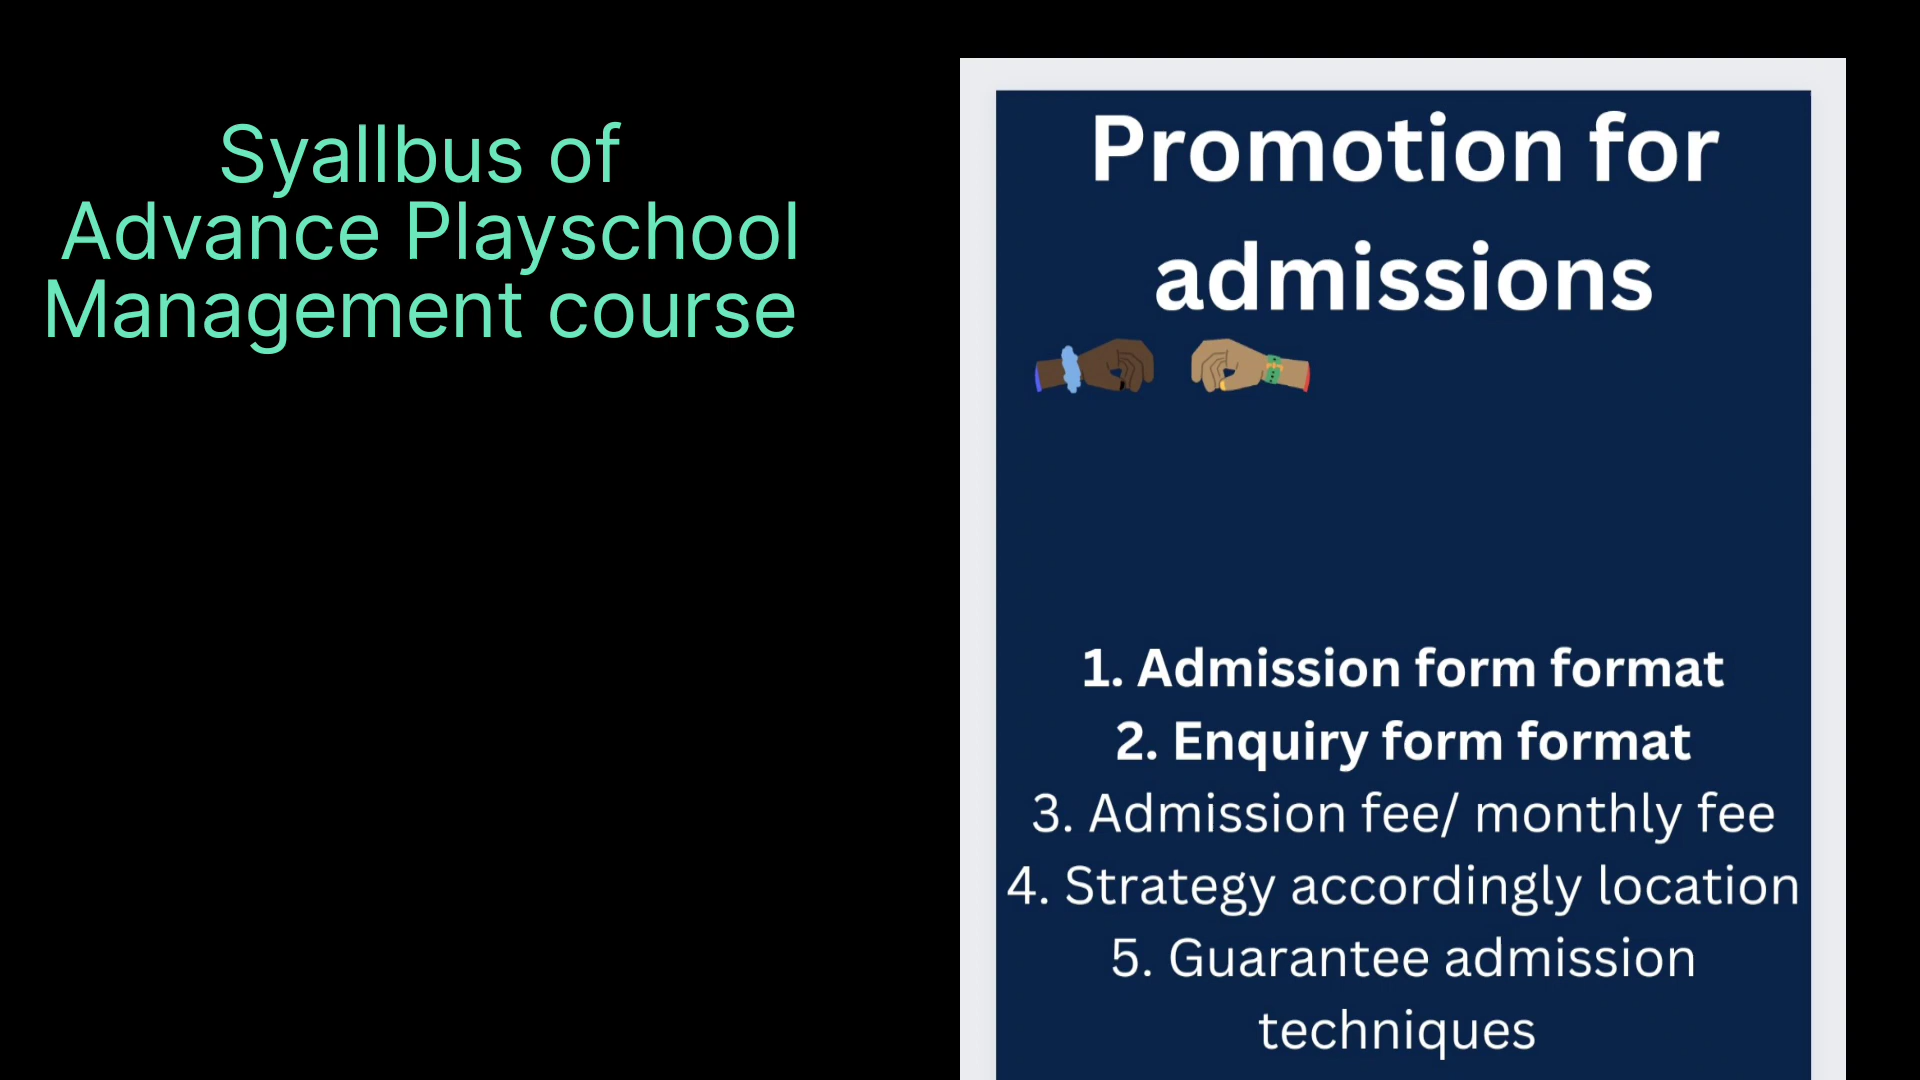 Syallbus of
Advance Playschool
Management course
Promotion for
admissions
1. Admission form format
2. Enquiry form format
3. Admission fee/ monthly fee
4. Strategy accordingly location
5. Guarantee admission
techniques